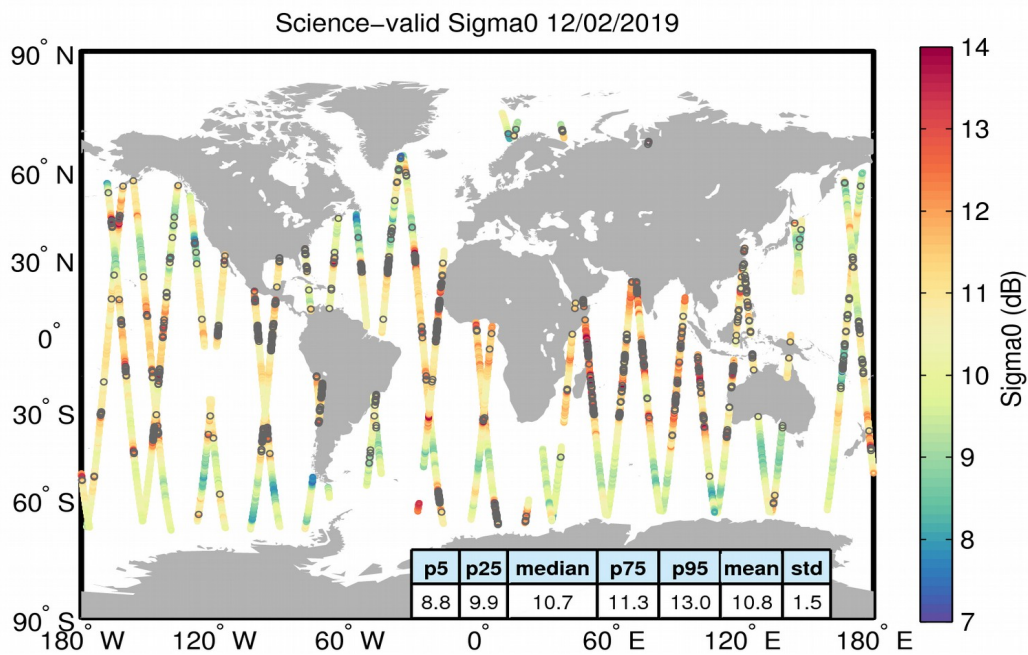 Science−valid Sigma0 12/02/2019
90° N
60° N
30° N
0°
30° S
60° S
90° S
180° W
120° W
60° W
0°
60° E
120° E
180° E
14
13
12
11
10
9
8
7
Sigma0 (dB)
p5 p25 median p75 p95 mean std
8.8 9.9 10.7 11.3 13.0 10.8 1.5